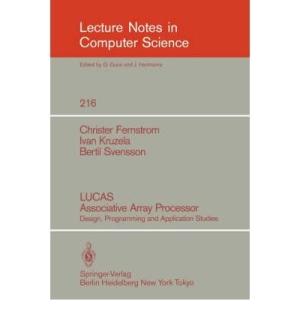 Lecture Notes in
Computer Science
Edited by G. Goos and J. Hartmanis
216
Christer Fernstrom
Ivan Kruzela
Bertil Svensson
LUCAS
Associative Array Processor
Design, Programming and Application Studies
Springer-Verlag
Berlin Heidelberg New York Tokyo